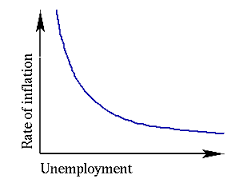 Rate of inflation
Unemployment